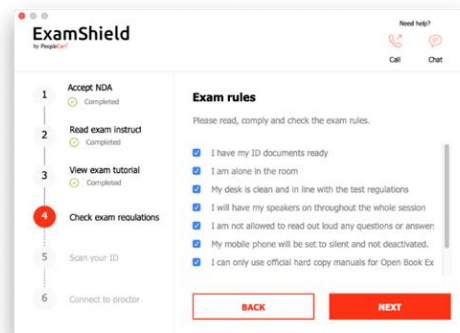 Need help?
ExamShield
by PeopleCert
Call
Chat
1
Accept NDA
Completed
2
Read exam instruct
Completed
3
View exam tutorial
Completed
4
Check exam regulations
5
Scan your ID
6
Connect to proctor
Exam rules
Please read, comply and check the exam rules.
I have my ID documents ready
I am alone in the room
My desk is clean and in line with the test regulations
I will have my speakers on throughout the whole session
I am not allowed to read out loud any questions or answer
My mobile phone will be set to silent and not deactivated.
I can only use official hard copy manuals for Open Book Ex
BACK
NEXT